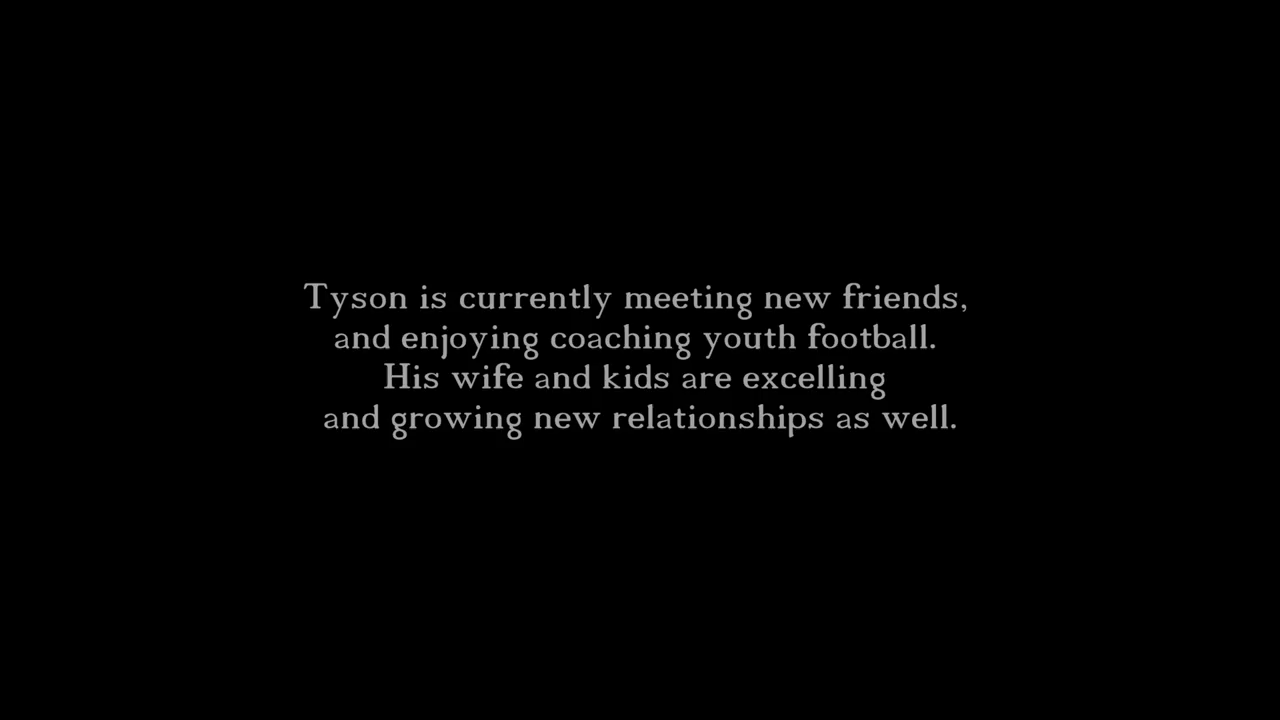 Tyson is currently meeting new friends,
and enjoying coaching youth football.
His wife and kids are excelling
and growing new relationships as well.